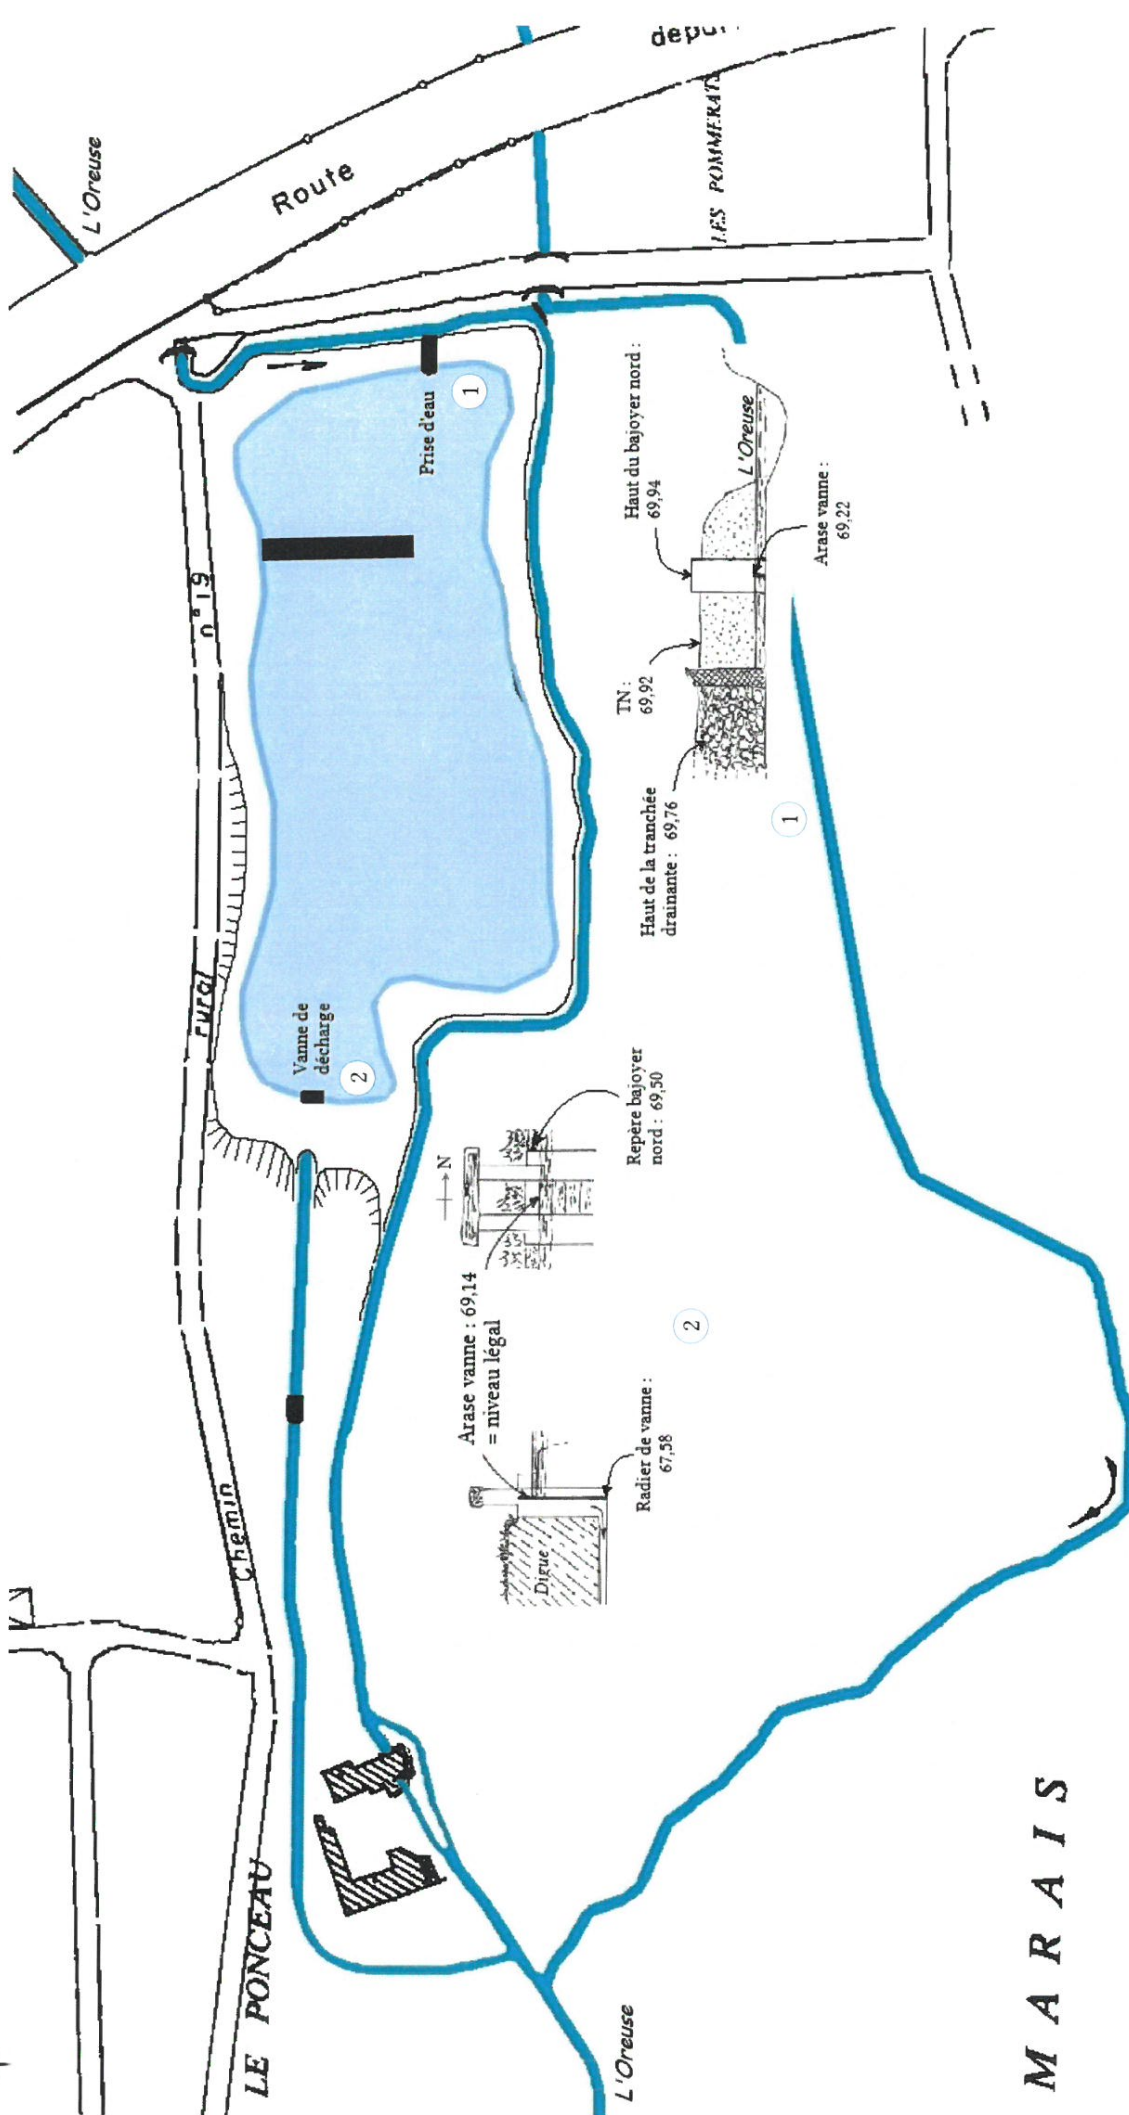 L'Oreuse
Route
LES POMMERATS
Prise d'eau
1
n° 19
rural
Chemin
Vanne de
décharge
2
Haut du bajoyer nord :
69,94
L'Oreuse
Arase vanne :
69,22
TN :
69,92
Haut de la tranchée
drainante : 69,76
1
N
Repère bajoyer
nord : 69,50
Arase vanne : 69,14
= niveau légal
Radier de vanne :
67,58
Digue
2
LE PONCEAU
L'Oreuse
MARAIS